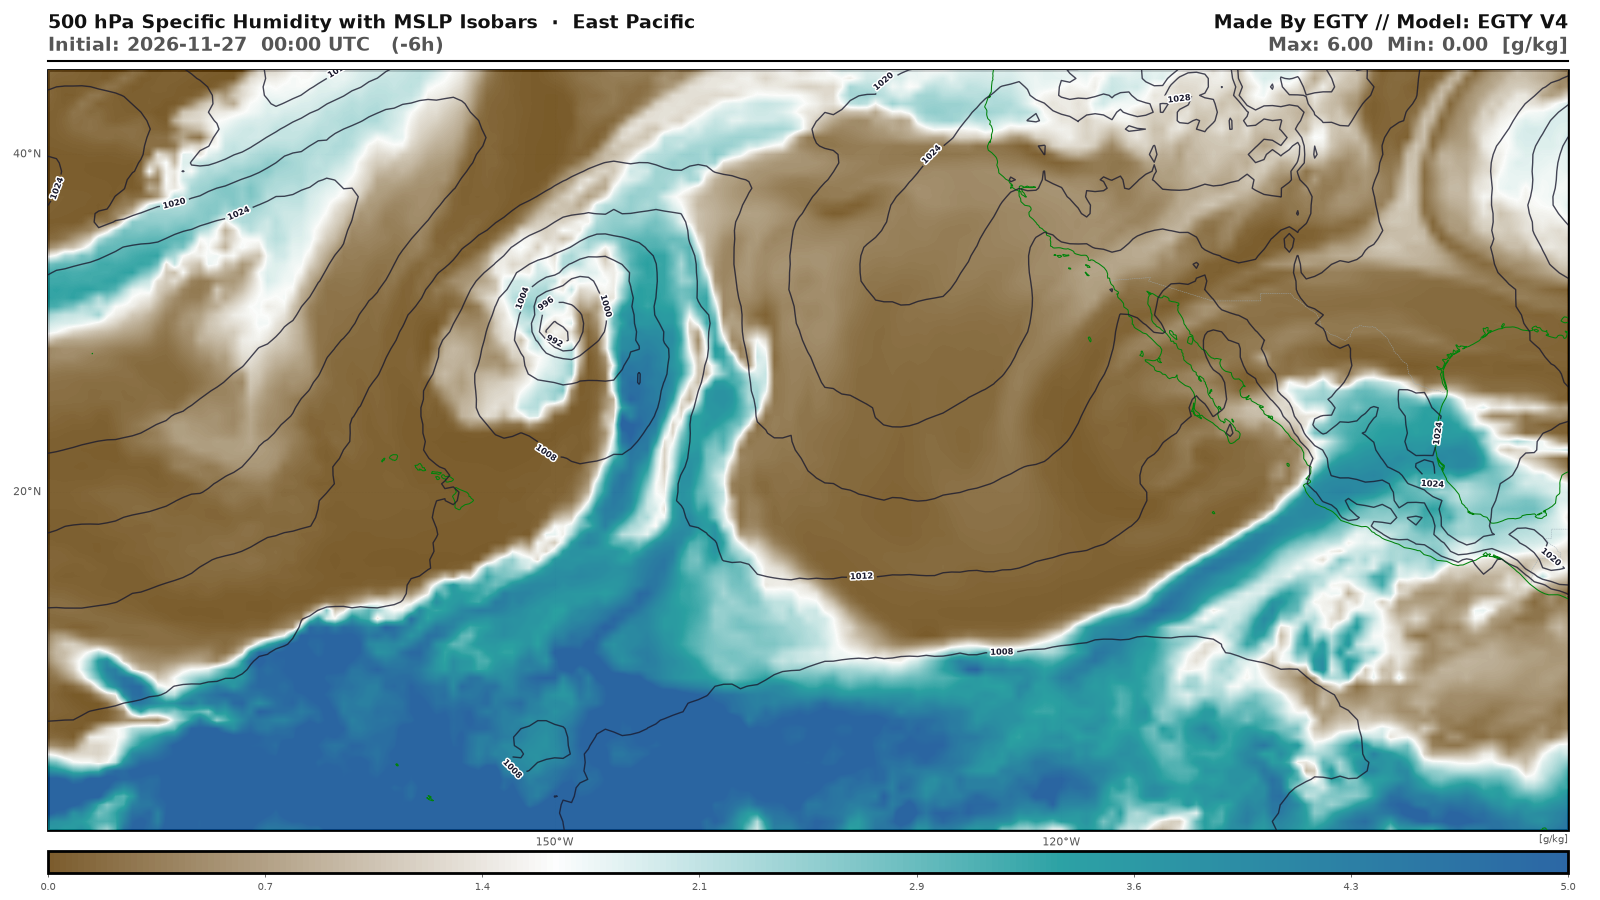 500 hPa Specific Humidity with MSLP Isobars · East Pacific
Made By EGTY // Model: EGTY V4
Initial: 2026-11-27 00:00 UTC (-6h)
Max: 6.00 Min: 0.00 [g/kg]
1020
1028
40°N
1024
1024
1020
1024
1004
996
1000
992
1008
1024
1024
20°N
1020
1012
1008
1008
150°W
120°W
[g/kg]
0.0
0.7
1.4
2.1
2.9
3.6
4.3
5.0